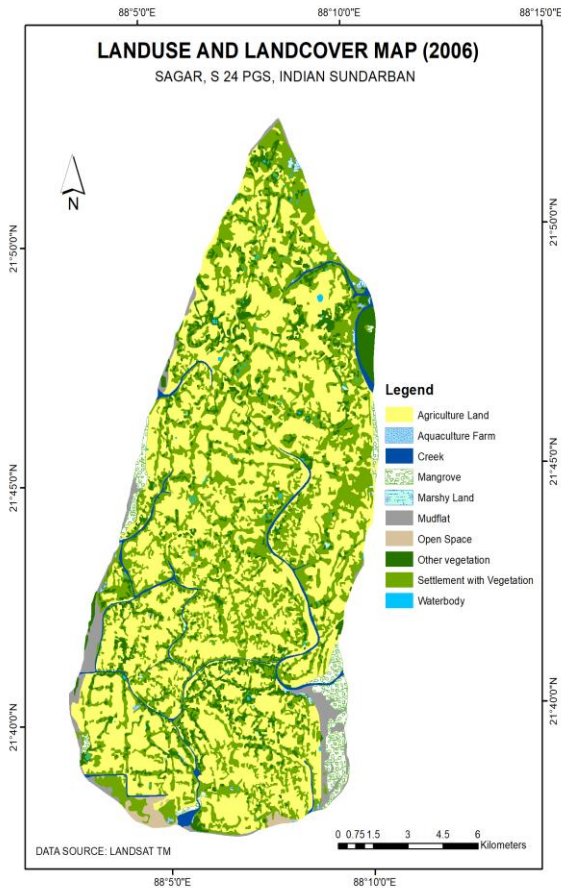 88°5'0"E 88°10'0"E 88°15'0"E
LANDUSE AND LANDCOVER MAP (2006)
SAGAR, S 24 PGS, INDIAN SUNDARBAN
N
21°50'0"N
21°50'0"N
Legend
Agriculture Land
Aquaculture Farm
Creek
Mangrove
Marshy Land
Mudflat
Open Space
Other vegetation
Settlement with Vegetation
Waterbody
21°45'0"N
21°45'0"N
21°40'0"N
21°40'0"N
0 0.75 1.5 3 4.5 6
Kilometers
DATA SOURCE: LANDSAT TM
88°5'0"E 88°10'0"E